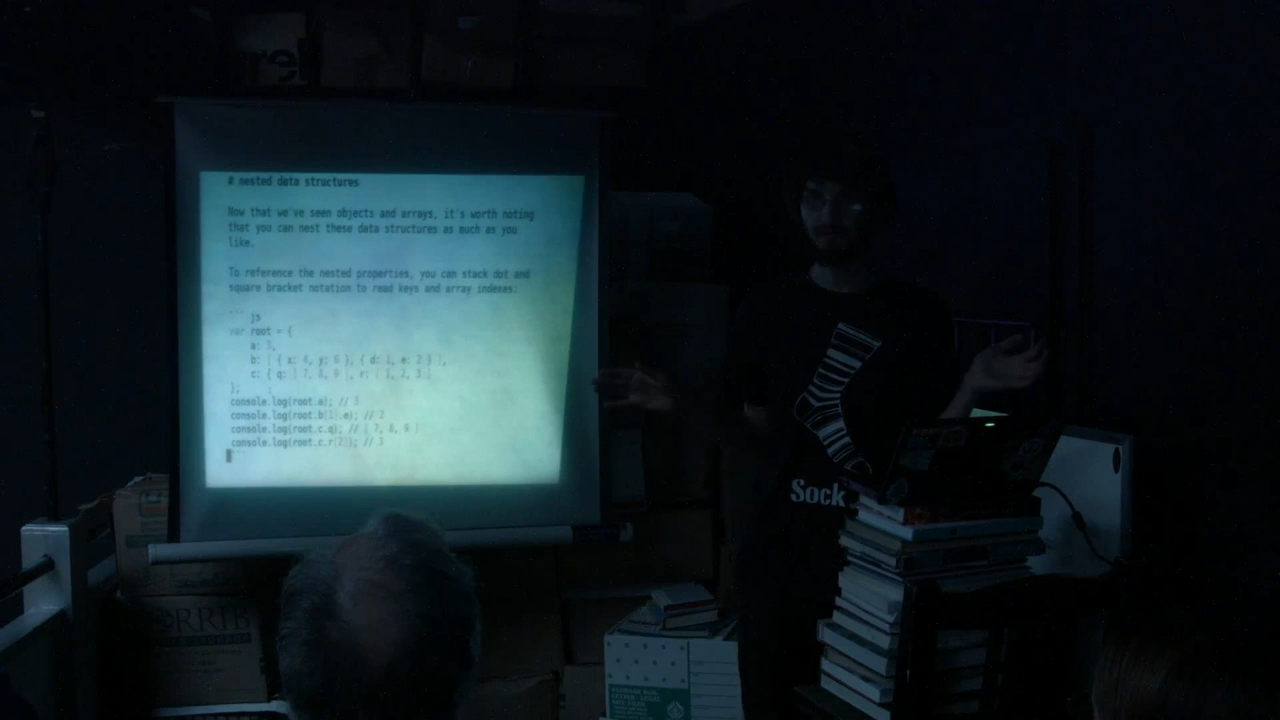 # nested data structures
Now that we've seen objects and arrays, it's worth noting
that you can nest these data structures as much as you
like.
To reference the nested properties, you can stack dot and
square bracket notation to read keys and array indexes:
``` js
var root = {
a: 5,
b: [ { x: 4, y: 6 }, { d: 1, e: 2 } ],
c: { q: [ 7, 8, 9 ], r: [ 1, 2, 3 ]
};
console.log(root.a); // 5
console.log(root.b[1].e); // 2
console.log(root.c.q); // [ 7, 8, 9 ]
console.log(root.c.r[2]); // 3
```
Sock
ORRIB